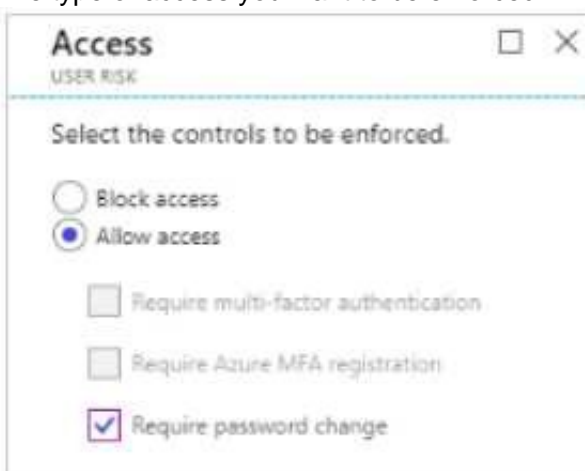 Access
USER RISK
Select the controls to be enforced.
Block access
Allow access
Require multi-factor authentication
Require Azure MFA registration
Require password change